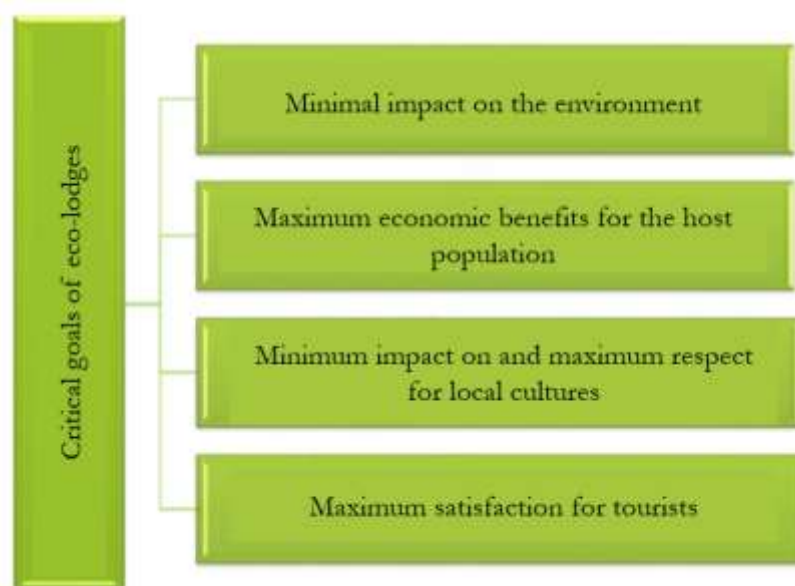 Critical goals of eco-lodges
Minimal impact on the environment
Maximum economic benefits for the host
population
Minimum impact on and maximum respect
for local cultures
Maximum satisfaction for tourists